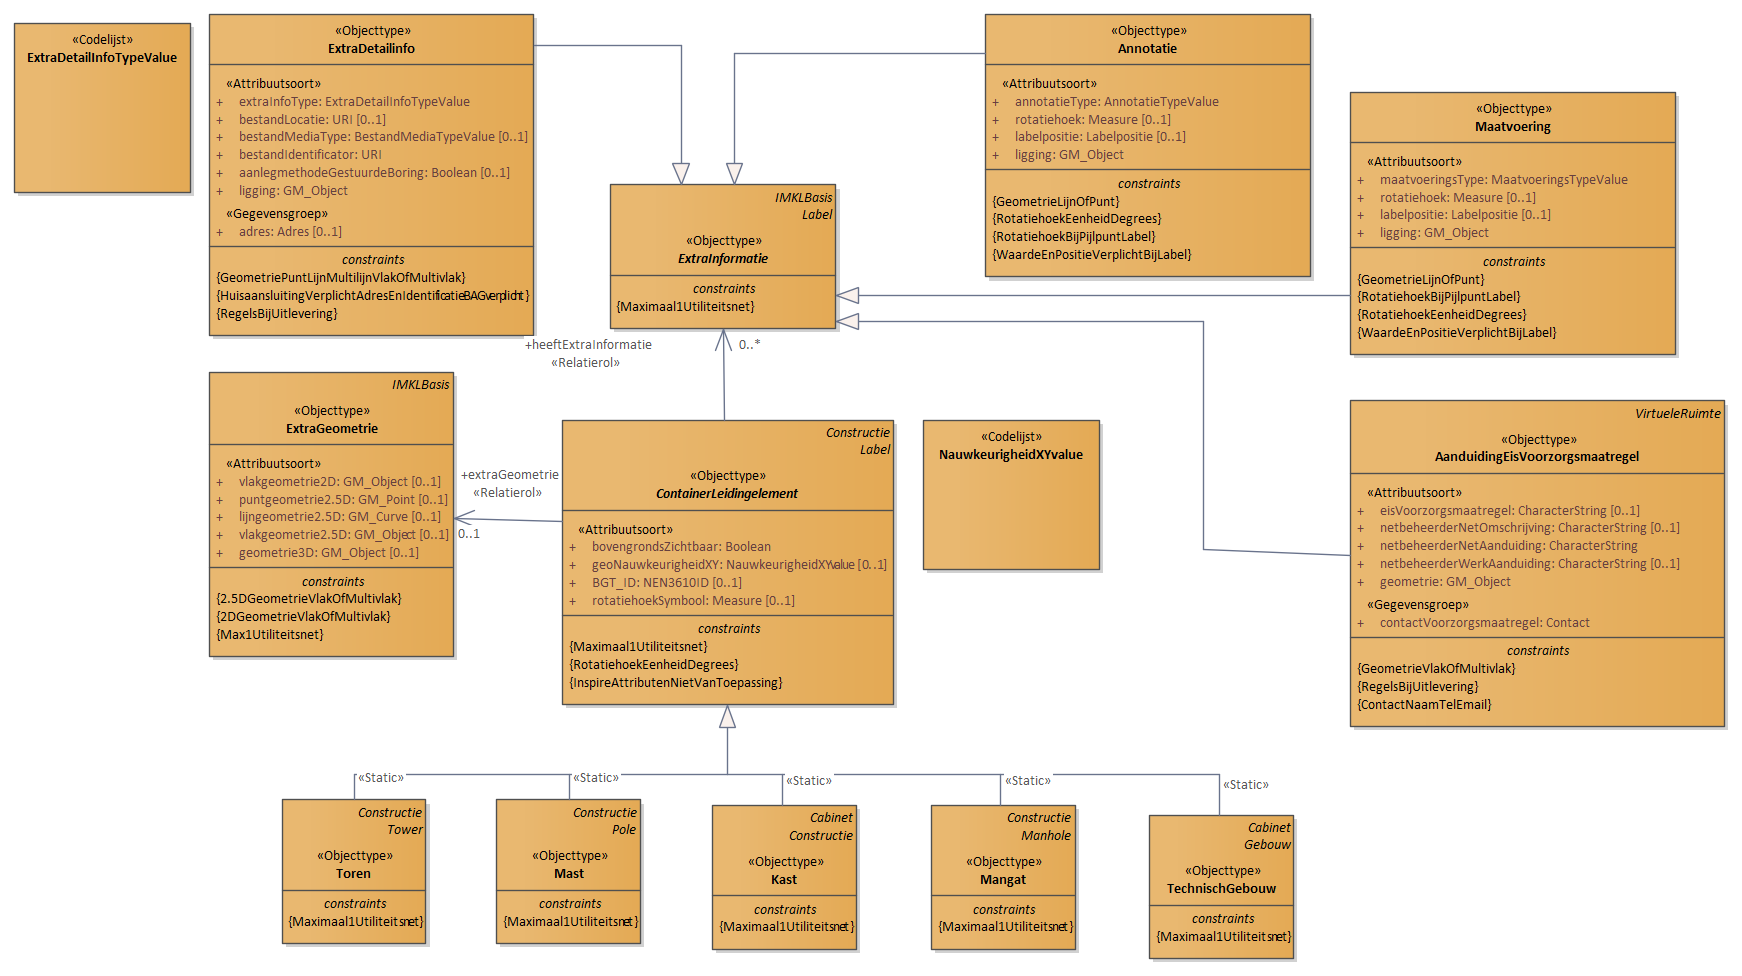 «Codelijst»
ExtraDetailInfoTypeValue
«Objecttype»
ExtraDetailinfo
«Attribuutsoort»
+ extraInfoType: ExtraDetailInfoTypeValue
+ bestandLocatie: URI [0..1]
+ bestandMediaType: BestandMediaTypeValue [0..1]
+ bestandIdentificator: URI
+ aanlegmethodeGestuurdeBoring: Boolean [0..1]
+ ligging: GM_Object
«Gegevensgroep»
+ adres: Adres [0..1]
constraints
{GeometriePuntLijnMultilijnVlakOfMultivlak}
{HuisaansluitingVerplichtAdresEnIdentificatieBAGverplicht}
{RegelsBijUitlevering}
«Objecttype»
Annotatie
«Attribuutsoort»
+ annotatieType: AnnotatieTypeValue
+ rotatiehoek: Measure [0..1]
+ labelpositie: Labelpositie [0..1]
+ ligging: GM_Object
constraints
{GeometrieLijnOfPunt}
{RotatiehoekEenheidDegrees}
{RotatiehoekBijPijlpuntLabel}
{WaardeEnPositieVerplichtBijLabel}
«Objecttype»
Maatvoering
«Attribuutsoort»
+ maatvoeringsType: MaatvoeringsTypeValue
+ rotatiehoek: Measure [0..1]
+ labelpositie: Labelpositie [0..1]
+ ligging: GM_Object
constraints
{GeometrieLijnOfPunt}
{RotatiehoekBijPijlpuntLabel}
{RotatiehoekEenheidDegrees}
{WaardeEnPositieVerplichtBijLabel}
IMKLBasis
Label
«Objecttype»
ExtraInformatie
constraints
{Maximaal1Utiliteitsnet}
+heeftExtraInformatie
«Relatierol»
0..*
IMKLBasis
«Objecttype»
ExtraGeometrie
«Attribuutsoort»
+ vlakgeometrie2D: GM_Object [0..1]
+ puntgeometrie2.5D: GM_Point [0..1]
+ lijngeometrie2.5D: GM_Curve [0..1]
+ vlakgeometrie2.5D: GM_Object [0..1]
+ geometrie3D: GM_Object [0..1]
constraints
{2.5DGeometrieVlakOfMultivlak}
{2DGeometrieVlakOfMultivlak}
{Max1Utiliteitsnet}
+extraGeometrie
«Relatierol»
0..1
Constructie
Label
«Objecttype»
ContainerLeidingelement
«Attribuutsoort»
+ bovengrondsZichtbaar: Boolean
+ geoNauwkeurigheidXY: NauwkeurigheidXYvalue [0..1]
+ BGT_ID: NEN3610ID [0..1]
+ rotatiehoekSymbool: Measure [0..1]
constraints
{Maximaal1Utiliteitsnet}
{RotatiehoekEenheidDegrees}
{InspireAttributenNietVanToepassing}
«Codelijst»
NauwkeurigheidXYvalue
VirtueleRuimte
«Objecttype»
AanduidingEisVoorzorgsmaatregel
«Attribuutsoort»
+ eisVoorzorgsmaatregel: CharacterString [0..1]
+ netbeheerderNetOmschrijving: CharacterString [0..1]
+ netbeheerderNetAanduiding: CharacterString
+ netbeheerderWerkAanduiding: CharacterString [0..1]
+ geometrie: GM_Object
«Gegevensgroep»
+ contactVoorzorgsmaatregel: Contact
constraints
{GeometrieVlakOfMultivlak}
{RegelsBijUitlevering}
{ContactNaamTelEmail}
«Static»
«Static»
«Static»
«Static»
«Static»
Constructie
Tower
«Objecttype»
Toren
constraints
{Maximaal1Utiliteitsnet}
Constructie
Pole
«Objecttype»
Mast
constraints
{Maximaal1Utiliteitsnet}
Cabinet
Constructie
«Objecttype»
Kast
constraints
{Maximaal1Utiliteitsnet}
Constructie
Manhole
«Objecttype»
Mangat
constraints
{Maximaal1Utiliteitsnet}
Cabinet
Gebouw
«Objecttype»
TechnischGebouw
constraints
{Maximaal1Utiliteitsnet}